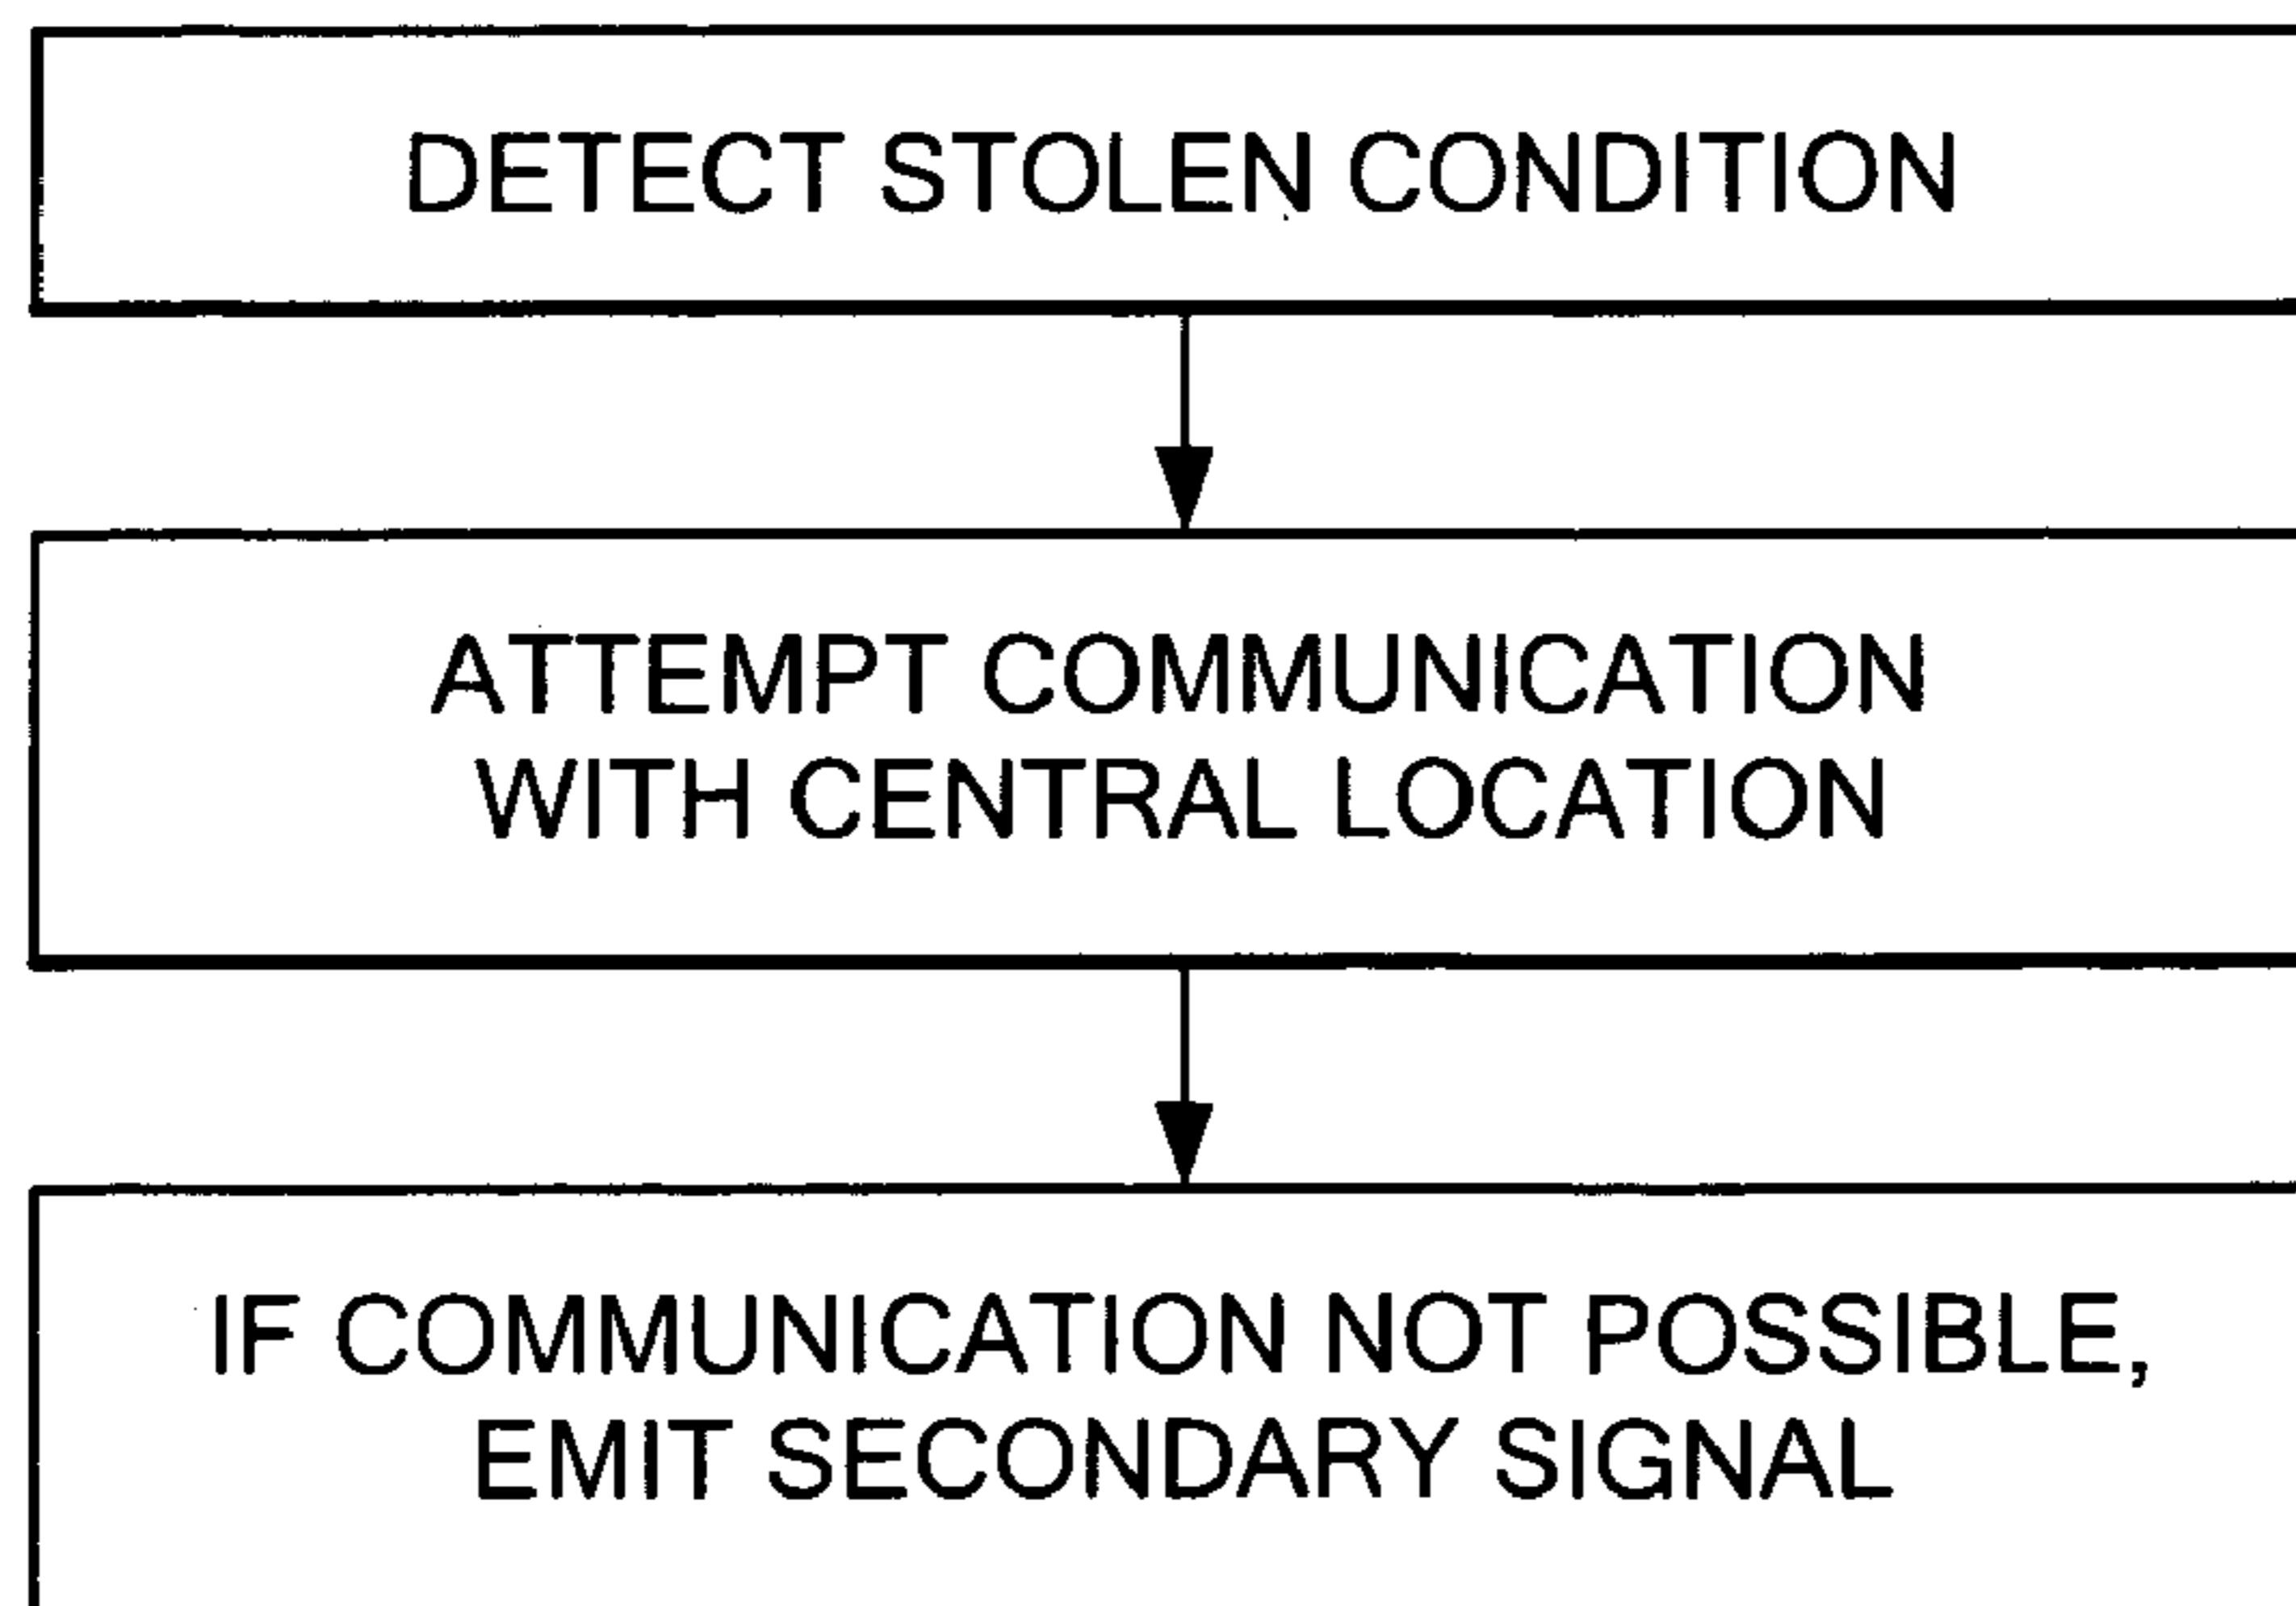 DETECT STOLEN CONDITION
ATTEMPT COMMUNICATION
WITH CENTRAL LOCATION
IF COMMUNICATION NOT POSSIBLE,
EMIT SECONDARY SIGNAL